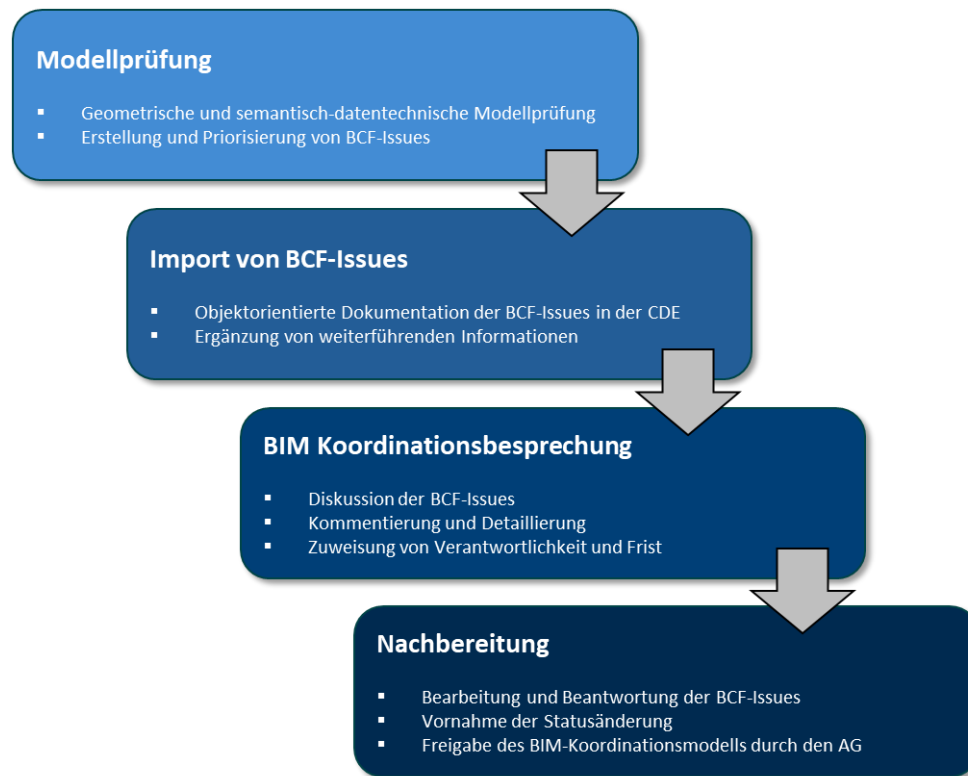 Modellprüfung
▪ Geometrische und semantisch-datentechnische Modellprüfung
▪ Erstellung und Priorisierung von BCF-Issues
Import von BCF-Issues
▪ Objektorientierte Dokumentation der BCF-Issues in der CDE
▪ Ergänzung von weiterführenden Informationen
BIM Koordinationsbesprechung
▪ Diskussion der BCF-Issues
▪ Kommentierung und Detaillierung
▪ Zuweisung von Verantwortlichkeit und Frist
Nachbereitung
▪ Bearbeitung und Beantwortung der BCF-Issues
▪ Vornahme der Statusänderung
▪ Freigabe des BIM-Koordinationsmodells durch den AG